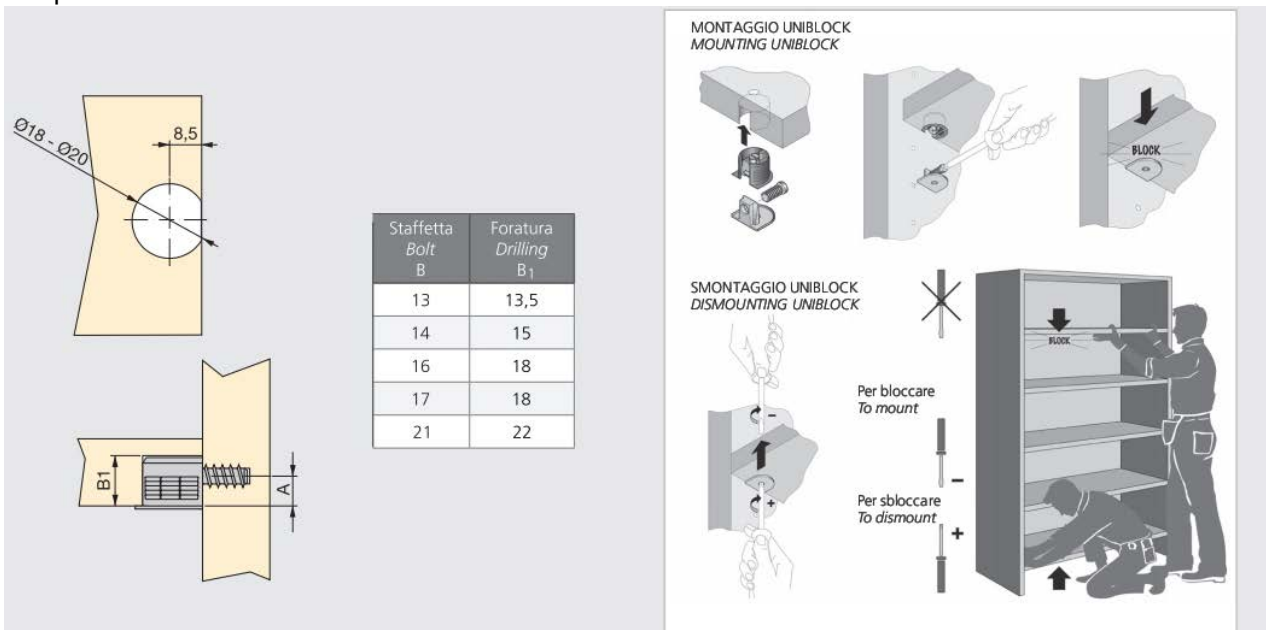 Ø18 - Ø20
8,5
B1
A
Staffetta
Bolt
B
Foratura
Drilling
B1
13
13,5
14
15
16
18
17
18
21
22
MONTAGGIO UNIBLOCK
MOUNTING UNIBLOCK
BLOCK
SMONTAGGIO UNIBLOCK
DISMOUNTING UNIBLOCK
-
+
BLOCK
Per bloccare
To mount
-
Per sbloccare
To dismount
+